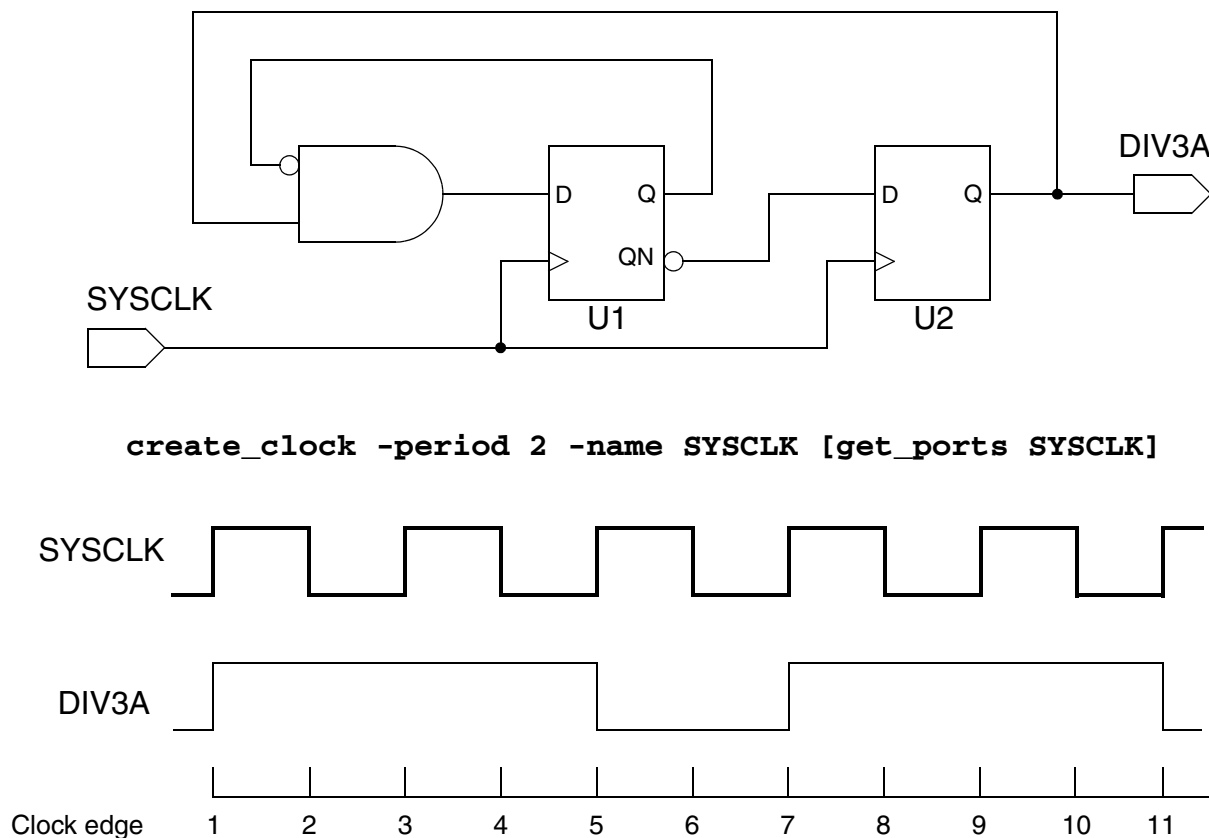 DIV3A
D Q
QN
D Q
SYSCLK
U1
U2
create_clock -period 2 -name SYSCLK [get_ports SYSCLK]
SYSCLK
DIV3A
Clock edge 1 2 3 4 5 6 7 8 9 10 11